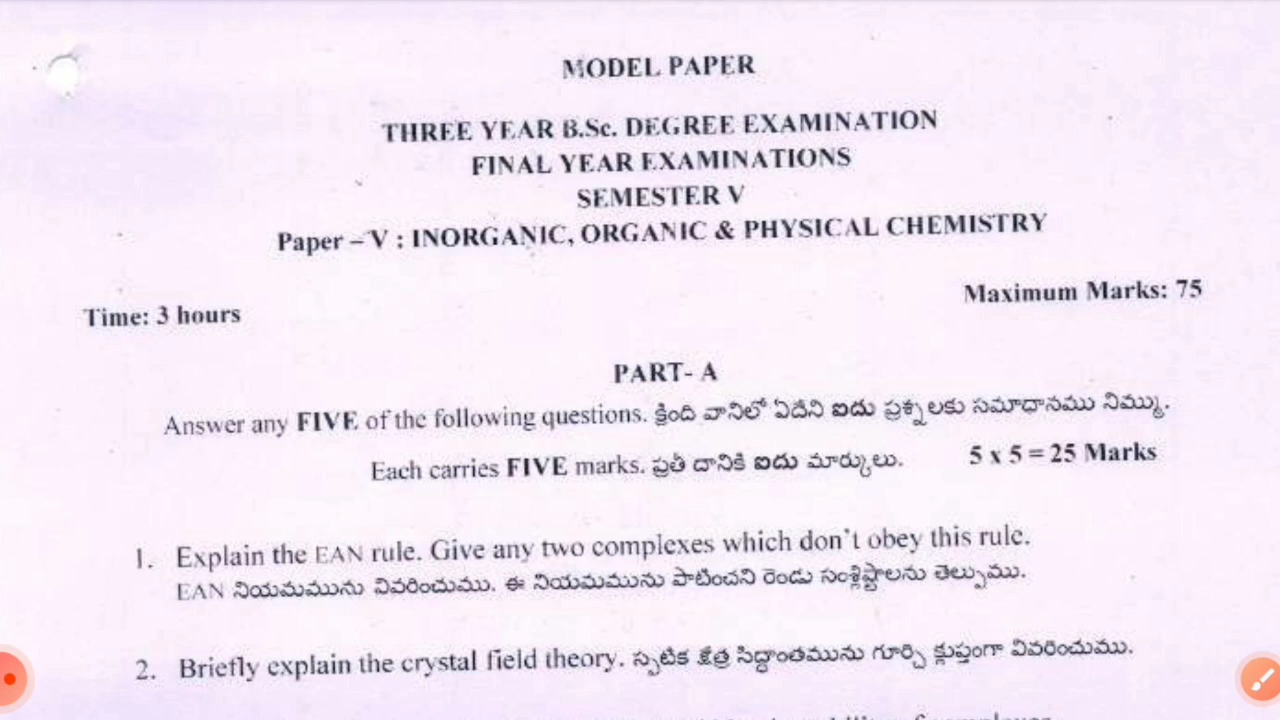 MODEL PAPER
THREE YEAR B.Sc. DEGREE EXAMINATION
FINAL YEAR EXAMINATIONS
SEMESTER V
Paper – V : INORGANIC, ORGANIC & PHYSICAL CHEMISTRY
Time: 3 hours
Maximum Marks: 75
PART- A
Answer any FIVE of the following questions. క్రింది వానిలో ఏదేని ఐదు ప్రశ్నలకు సమాధానము నిమ్ము.
Each carries FIVE marks. ప్రతీ దానికి ఐదు మార్కులు. 5 x 5 = 25 Marks
1. Explain the EAN rule. Give any two complexes which don't obey this rule.
EAN నియమమును వివరించుము. ఈ నియమమును పాటించని రెండు సంశ్లిష్టాలను తెల్పుము.
2. Briefly explain the crystal field theory. స్పటిక క్షేత్ర సిద్ధాంతమును గూర్చి క్లుప్తంగా వివరించుము.